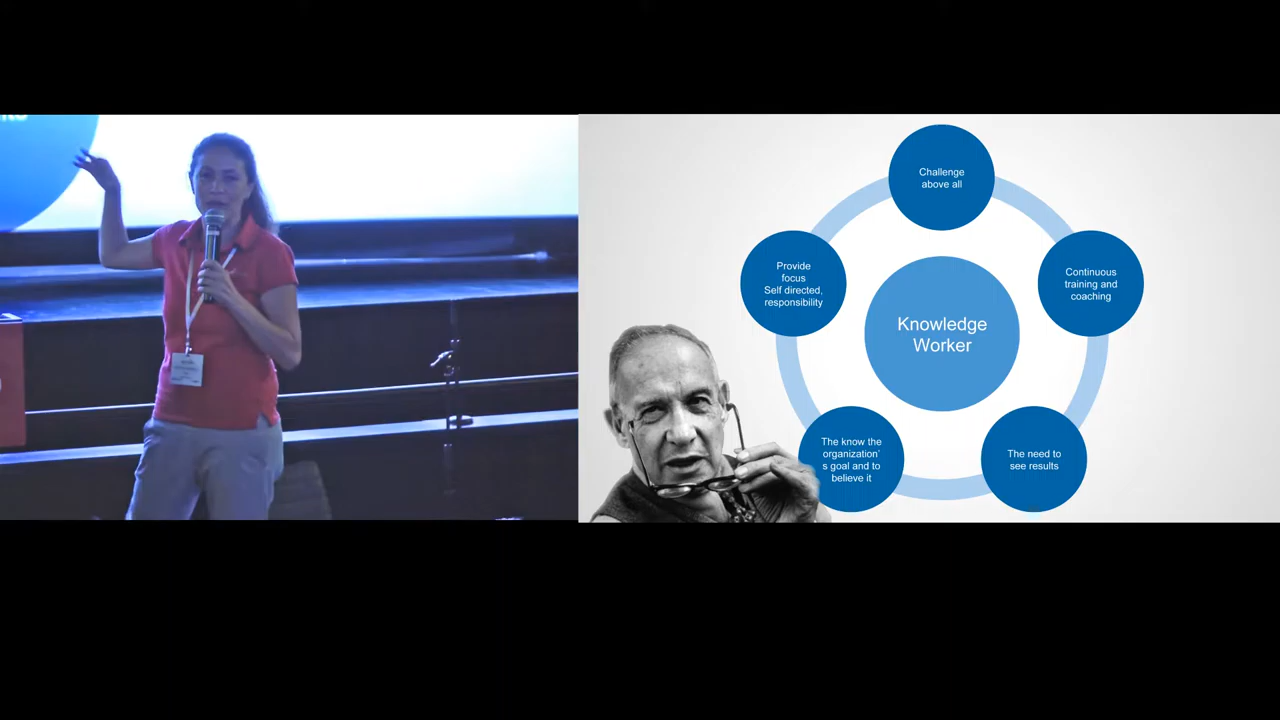 Challenge
above all
Continuous
training and
coaching
The need to
see results
The know the
organization'
s goal and to
believe it
Provide
focus
Self directed,
responsibility
Knowledge
Worker